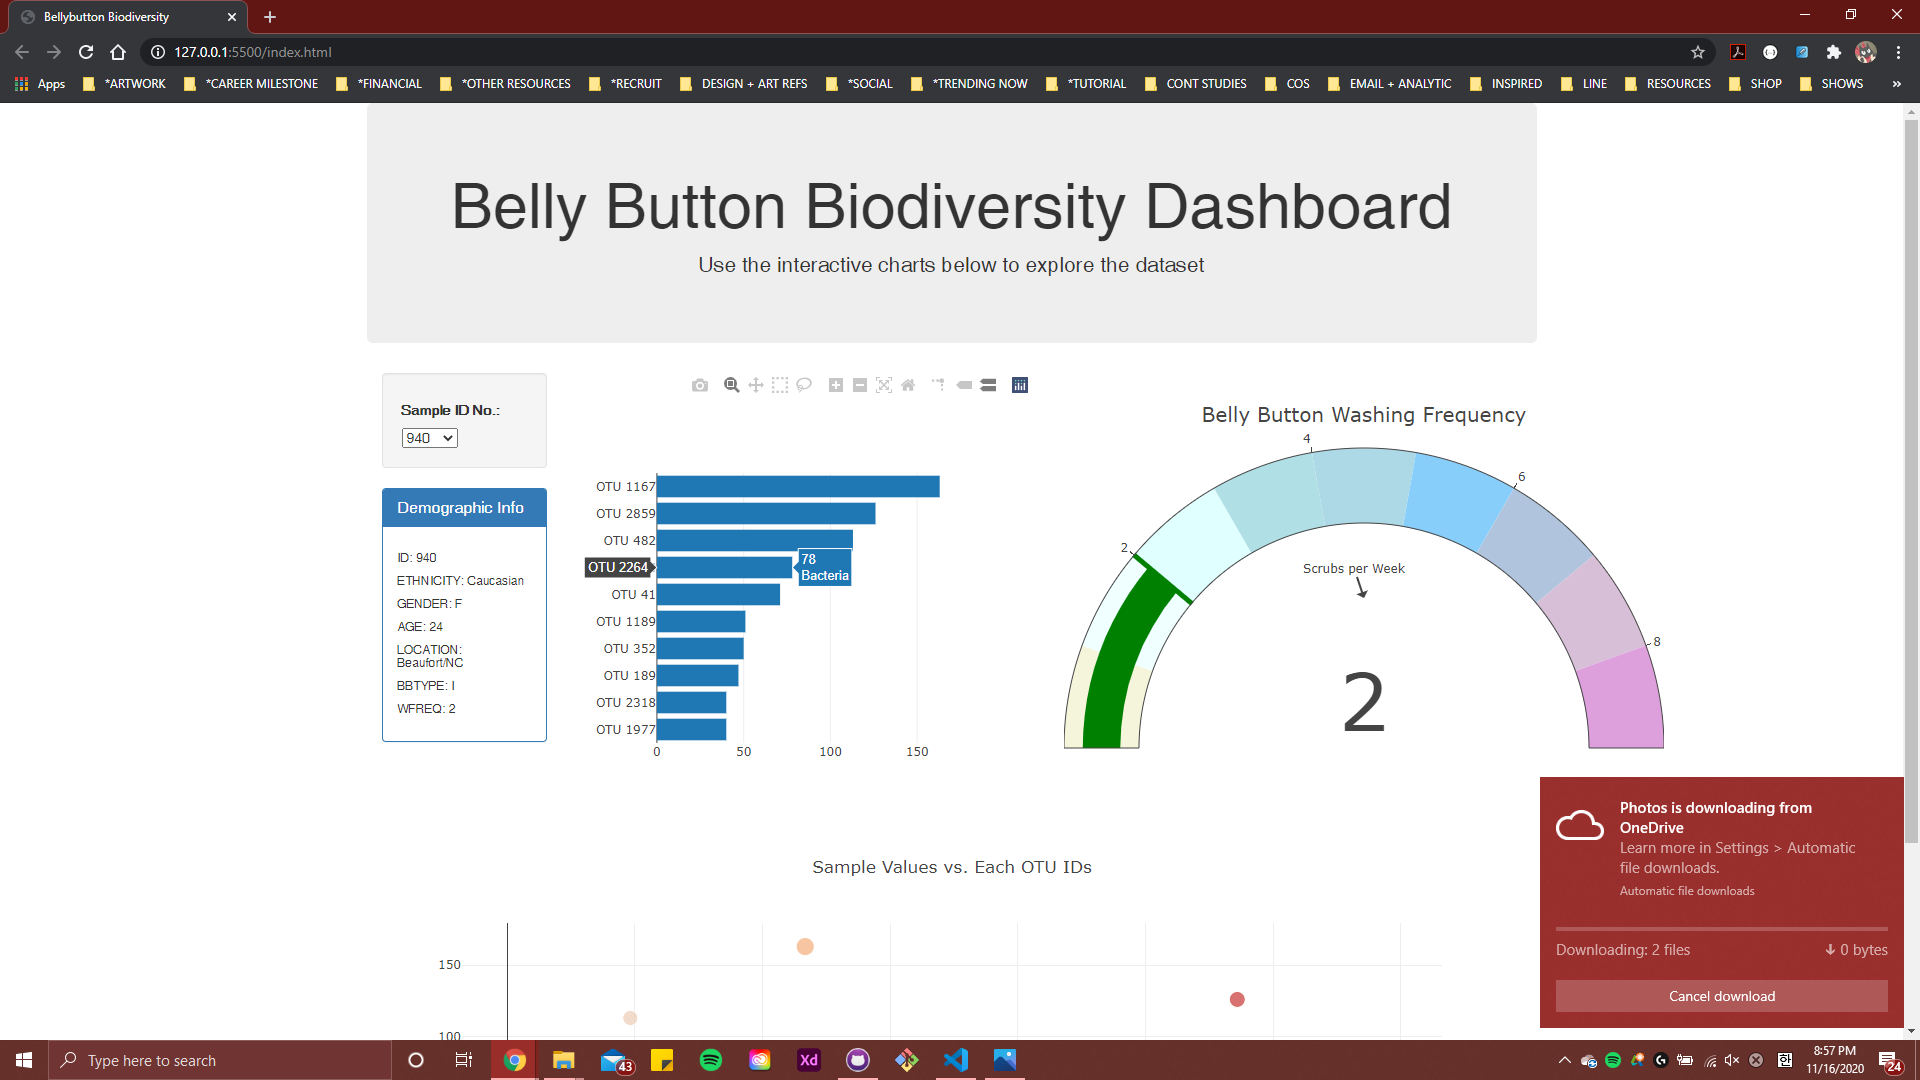 Bellybutton Biodiversity
127.0.0.1:5500/index.html
Apps *ARTWORK *CAREER MILESTONE *FINANCIAL *OTHER RESOURCES *RECRUIT DESIGN + ART REFS *SOCIAL *TRENDING NOW *TUTORIAL CONT STUDIES COS EMAIL + ANALYTIC INSPIRED LINE RESOURCES SHOP SHOWS »
Belly Button Biodiversity Dashboard
Use the interactive charts below to explore the dataset
Sample ID No.:
940
Demographic Info
ID: 940
ETHNICITY: Caucasian
GENDER: F
AGE: 24
LOCATION:
Beaufort/NC
BBTYPE: I
WFREQ: 2
OTU 1167
OTU 2859
OTU 482
OTU 2264
OTU 41
OTU 1189
OTU 352
OTU 189
OTU 2318
OTU 1977
78
Bacteria
0 50 100 150
Belly Button Washing Frequency
2
4
6
8
Scrubs per Week
2
Sample Values vs. Each OTU IDs
150
100
Photos is downloading from
OneDrive
Learn more in Settings > Automatic
file downloads.
Automatic file downloads
Downloading: 2 files 0 bytes
Cancel download
Type here to search
43
Xd
한
8:57 PM
11/16/2020
24